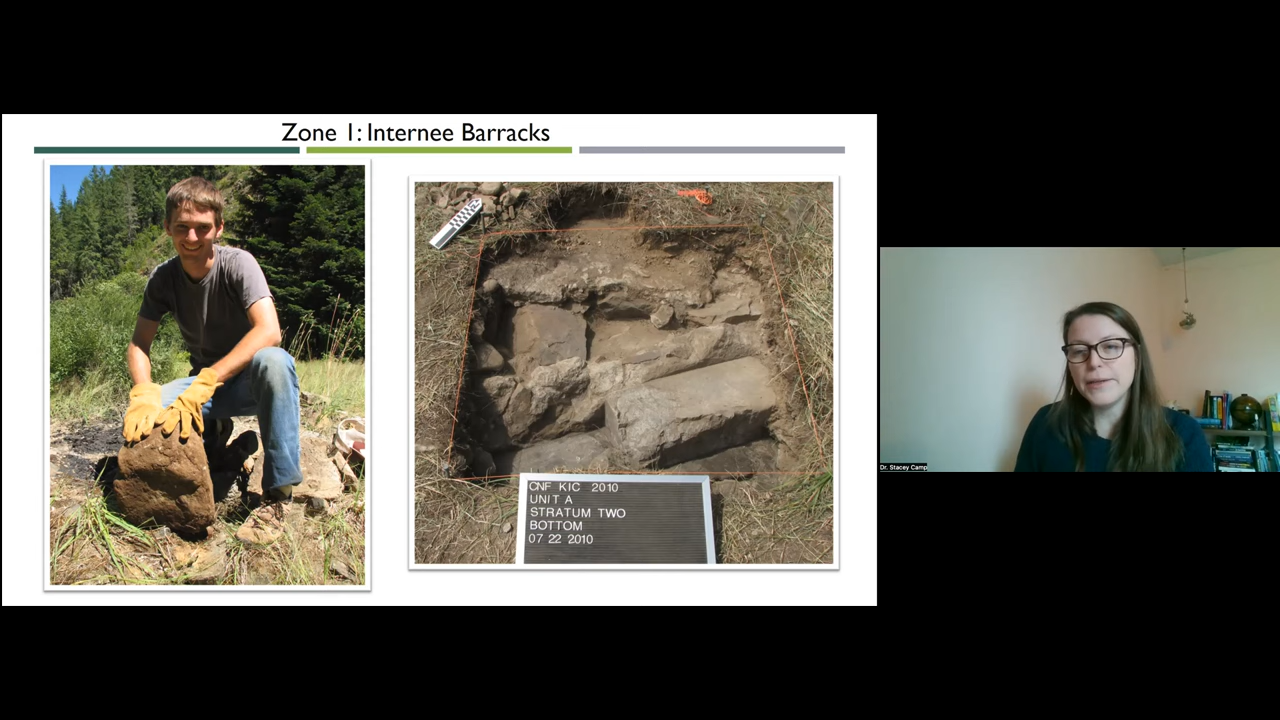 Zone 1: Internee Barracks
CNF KIC 2010
UNIT A
STRATUM TWO
BOTTOM
07 22 2010
Dr. Stacey Camp